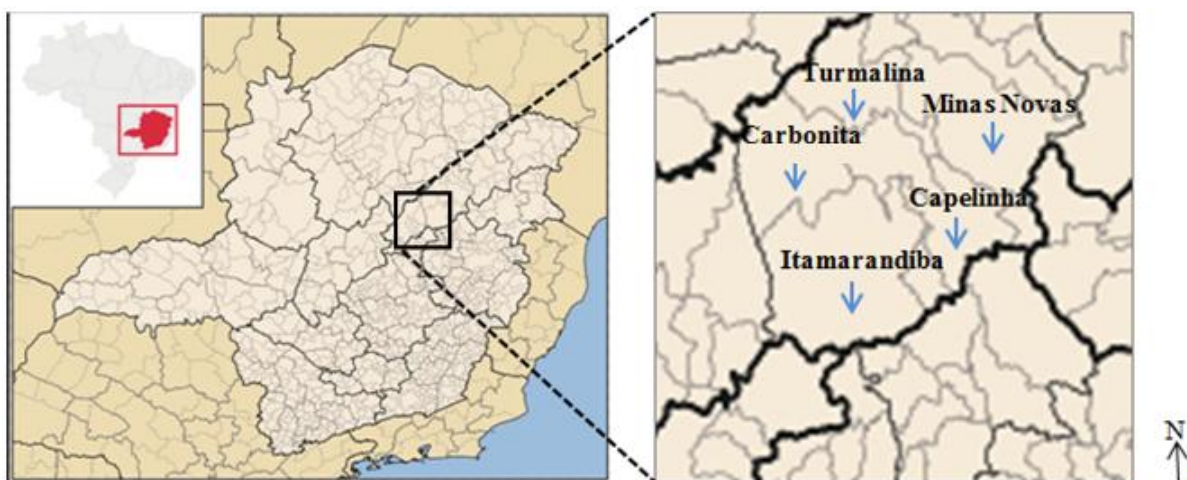 Turmalina
Minas Novas
Carbonita
Capelinha
Itamarandiba
N